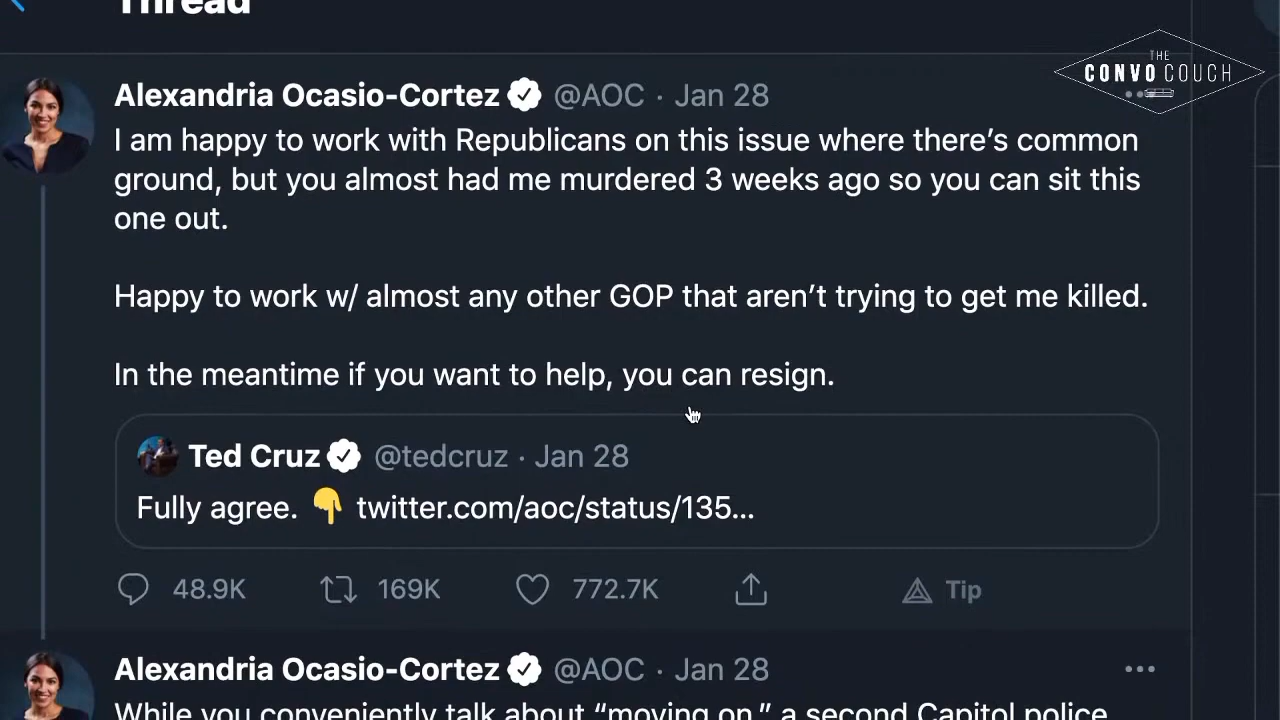 Thread
THE
CONVO COUCH
Alexandria Ocasio-Cortez @AOC · Jan 28
I am happy to work with Republicans on this issue where there’s common
ground, but you almost had me murdered 3 weeks ago so you can sit this
one out.
Happy to work w/ almost any other GOP that aren’t trying to get me killed.
In the meantime if you want to help, you can resign.
Ted Cruz @tedcruz · Jan 28
Fully agree. 👇 twitter.com/aoc/status/135...
48.9K 169K 772.7K Tip
Alexandria Ocasio-Cortez @AOC · Jan 28
While you conveniently talk about “moving on,” a second Capitol police